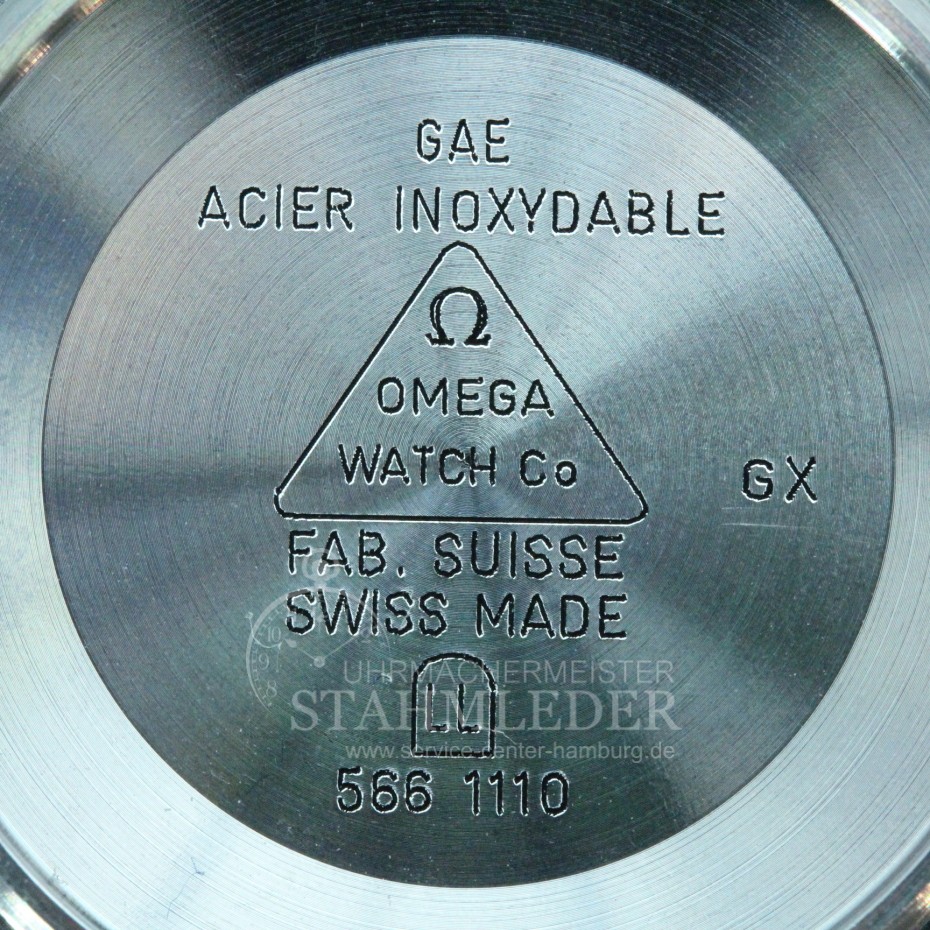 GAE
ACIER INOXYDABLE
Ω
OMEGA
WATCH Co
GX
FAB. SUISSE
SWISS MADE
UHRMACHERMEISTER
STAHMLEDER
LL
www.service-center-hamburg.de
566 1110